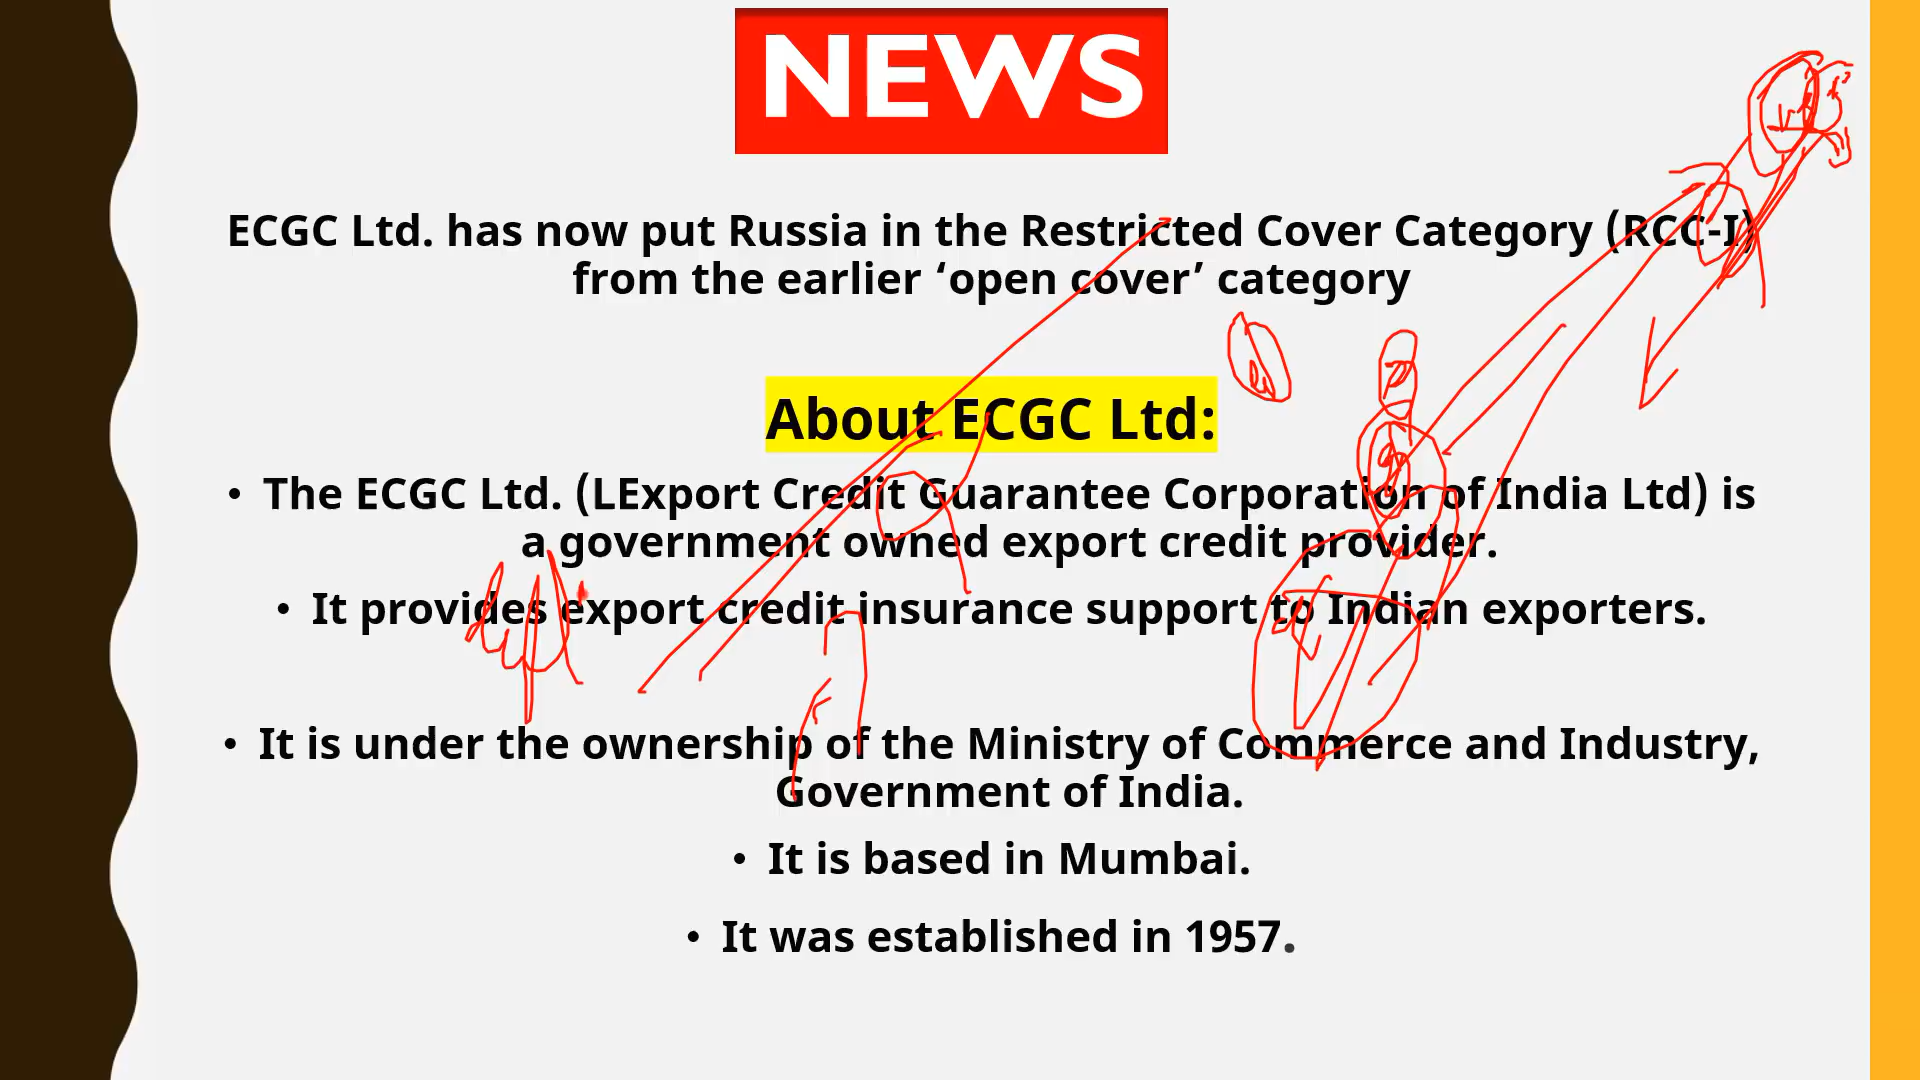 NEWS
ECGC Ltd. has now put Russia in the Restricted Cover Category (RCC-I)
from the earlier ‘open cover’ category
About ECGC Ltd:
• The ECGC Ltd. (LExport Credit Guarantee Corporation of India Ltd) is
a government owned export credit provider.
• It provides export credit insurance support to Indian exporters.
• It is under the ownership of the Ministry of Commerce and Industry,
Government of India.
• It is based in Mumbai.
• It was established in 1957.